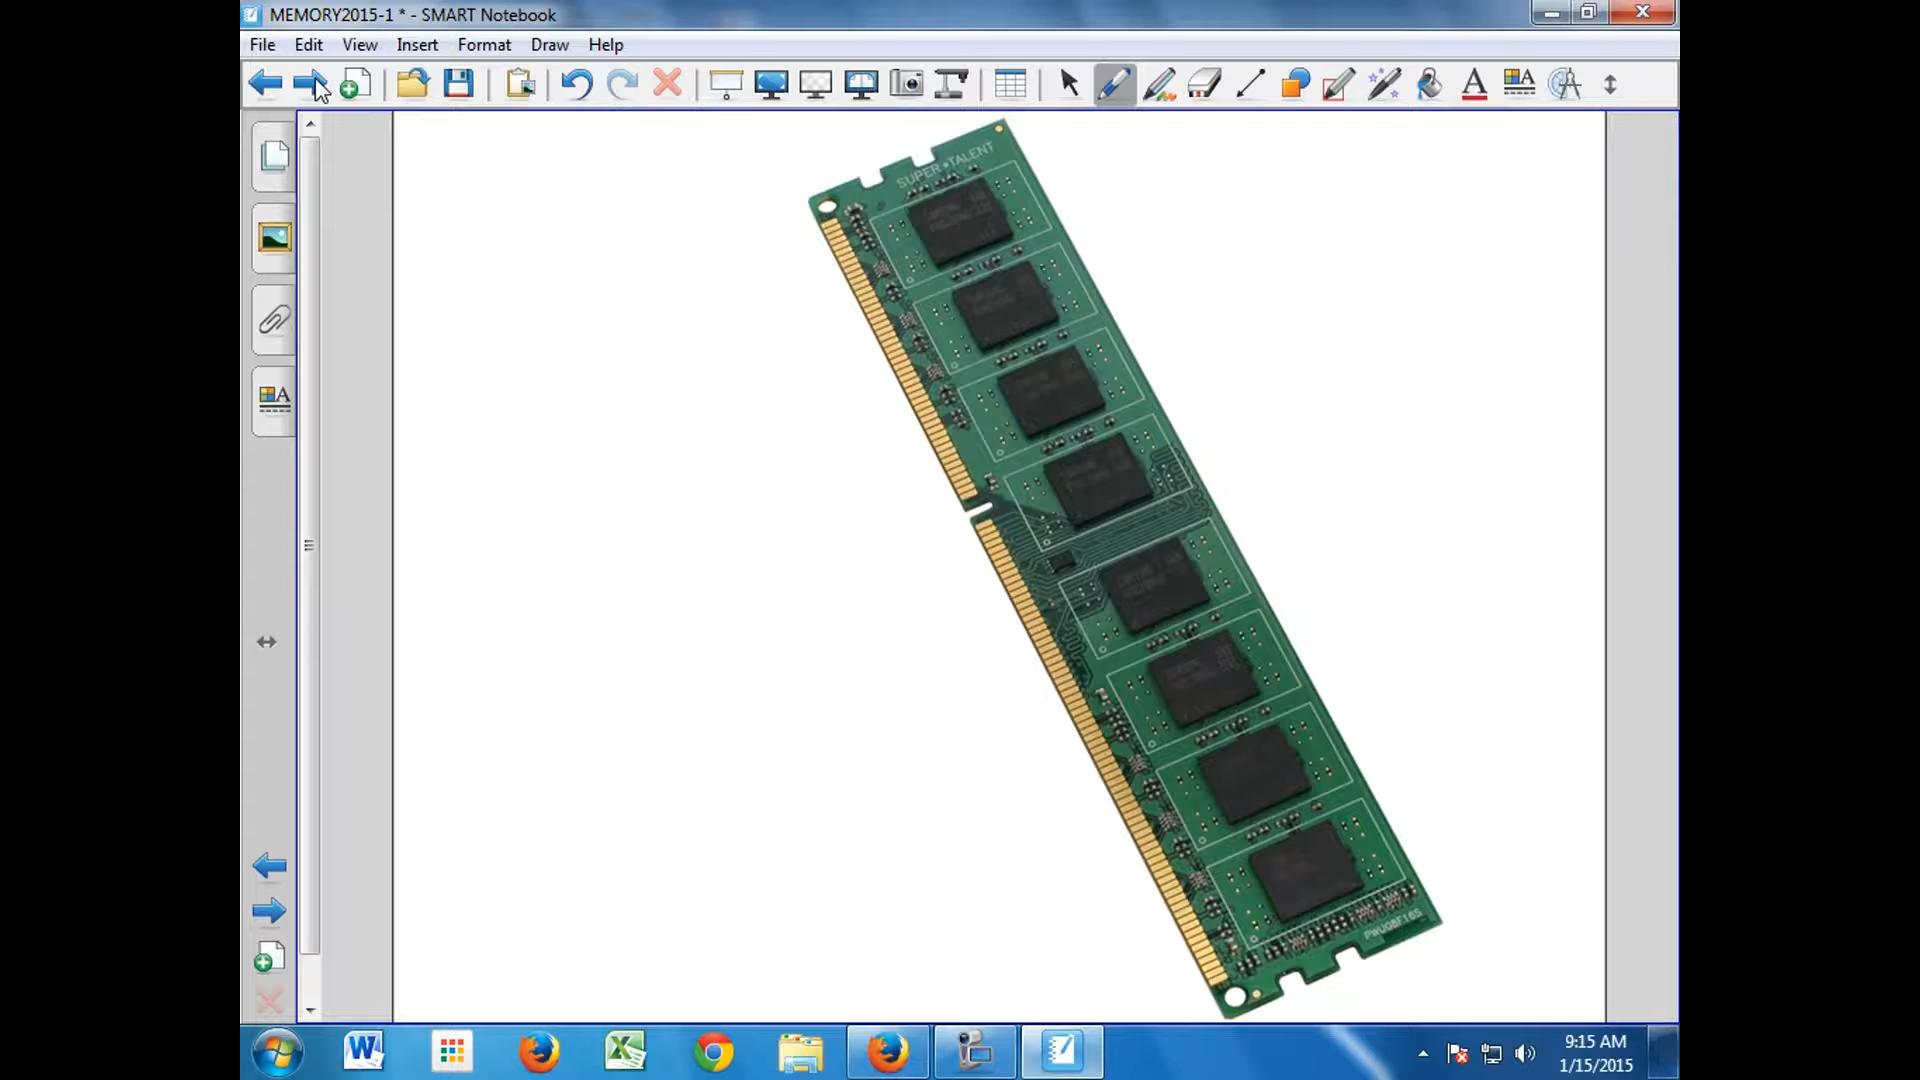 MEMORY2015-1 * - SMART Notebook
File Edit View Insert Format Draw Help
SUPER★TALENT
PWJ08F16S
9:15 AM
1/15/2015